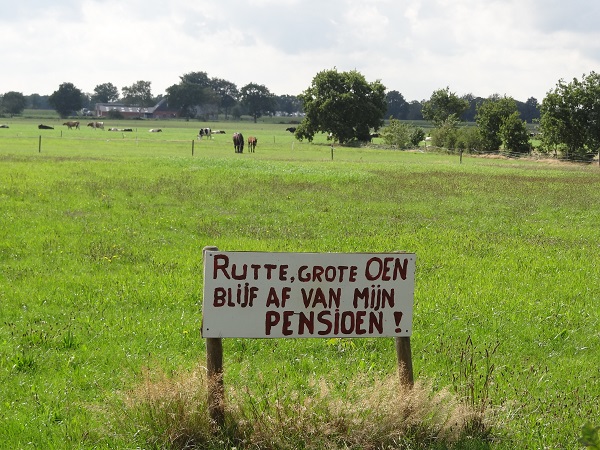 RUTTE, GROTE OEN
BLIJF AF VAN MIJN
PENSIOEN !